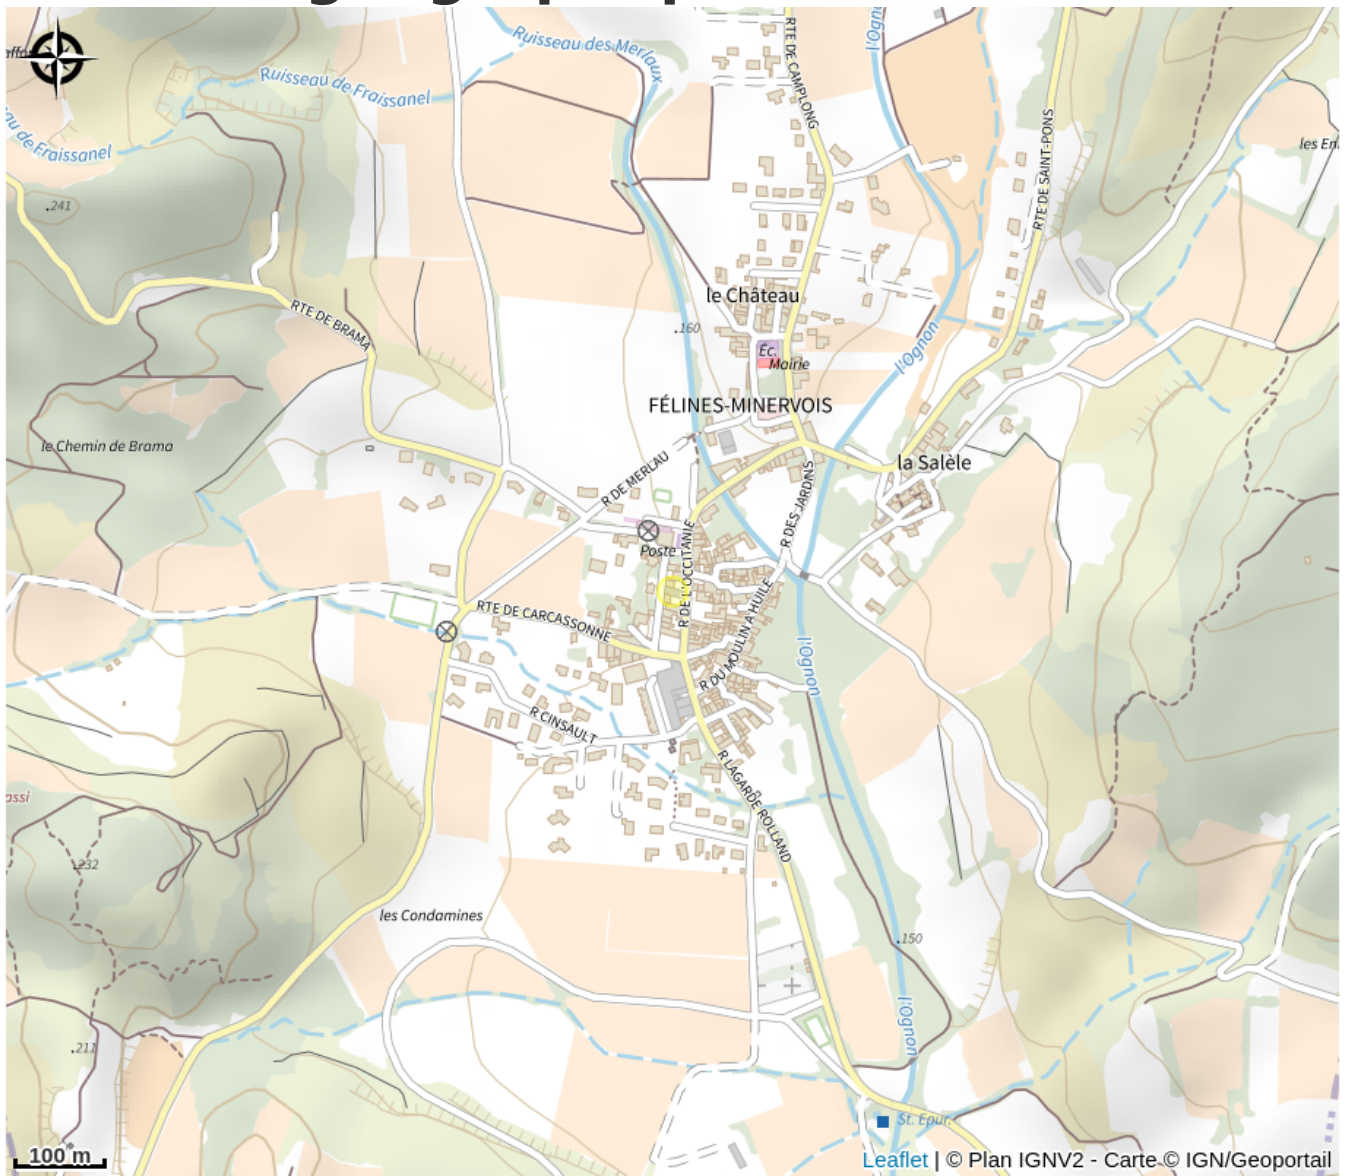 Ruisseau des Merlaux
l'Ogno
RTE DE CAMPLONG
Ruisseau de Fraissanel
au de Fraissanel
RTE DE SAINT-PONS
les En
.241
le Château
RTE DE BRAMA
.160
l'Ognon
Éc.
Mairie
FÉLINES-MINERVOIS
le Chemin de Brama
la Salèle
R DE MERLAU
R DES JARDINS
Poste
R DE L'OCCITANIE
RTE DE CARCASSONNE
R DU MOULIN A HUILE
l'Ognon
R CINSAULT
R LAGARDE ROLLAND
assi
.232
les Condamines
.150
l'Ognon
.211
St. Epur.
100 m
Leaflet | © Plan IGNV2 - Carte © IGN/Geoportail